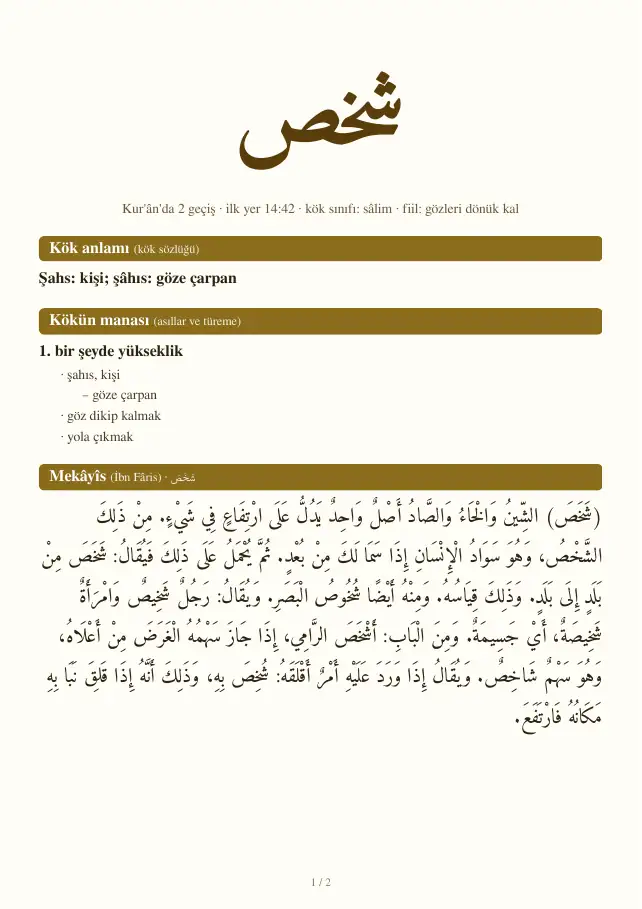 شخص
Kur'ân'da 2 geçiş · ilk yer 14:42 · kök sınıfı: sâlim · fiil: gözleri dönük kal
Kök anlamı (kök sözlüğü)
Şahs: kişi; şâhıs: göze çarpan
Kökün manası (asıllar ve türeme)
1. bir şeyde yükseklik
· şahıs, kişi
– göze çarpan
· göz dikip kalmak
· yola çıkmak
Mekâyîs (İbn Fâris) · شَخَصَ
(شَخَصَ) الشِّينُ وَالْخَاءُ وَالصَّادُ أَصْلٌ وَاحِدٌ يَدُلُّ عَلَى ارْتِفَاعٍ فِي شَيْءٍ. مِنْ ذَلِكَ
الشَّخْصُ، وَهُوَ سَوَادُ الْإِنْسَانِ إِذَا سَمَا لَكَ مِنْ بُعْدٍ. ثُمَّ يُحْمَلُ عَلَى ذَلِكَ فَيُقَالُ: شَخَصَ مِنْ
بَلَدٍ إِلَى بَلَدٍ. وَذَلِكَ قِيَاسُهُ. وَمِنْهُ أَيْضًا شُخُوصُ الْبَصَرِ. وَيُقَالُ: رَجُلٌ شَخِيصٌ وَامْرَأَةٌ
شَخِيصَةٌ، أَيْ جَسِيمَةٌ. وَمِنَ الْبَابِ: أَشْخَصَ الرَّامِي، إِذَا جَازَ سَهْمُهُ الْغَرَضَ مِنْ أَعْلَاهُ،
وَهُوَ سَهْمٌ شَاخِصٌ. وَيُقَالُ إِذَا وَرَدَ عَلَيْهِ أَمْرٌ أَقْلَقَهُ: شُخِصَ بِهِ، وَذَلِكَ أَنَّهُ إِذَا قَلِقَ نَبَا بِهِ
مَكَانُهُ فَارْتَفَعَ.
1 / 2